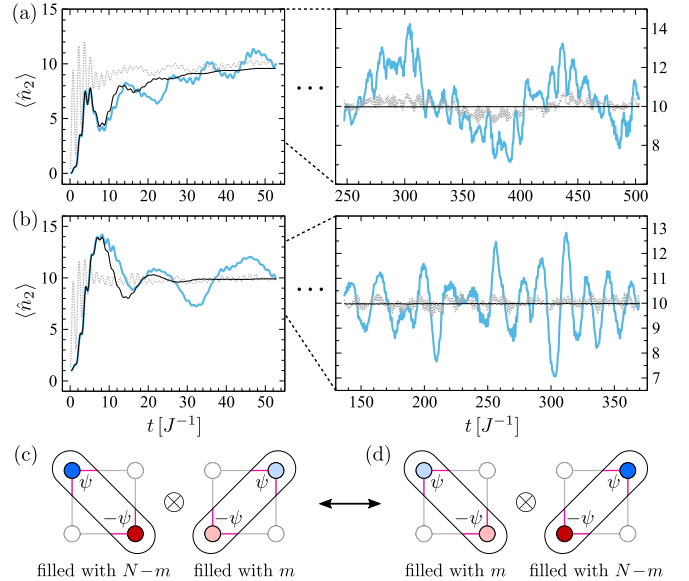 (a)
⟨n̂₂⟩
15
10
5
0
0 10 20 30 40 50
...
14
12
10
8
250 300 350 400 450 500
(b)
⟨n̂₂⟩
15
10
5
0
0 10 20 30 40 50
t [J⁻¹]
...
13
12
11
10
9
8
7
150 200 250 300 350
t [J⁻¹]
(c)
ψ
−ψ
filled with N−m
⊗
ψ
−ψ
filled with m
(d)
ψ
−ψ
filled with m
⊗
ψ
−ψ
filled with N−m